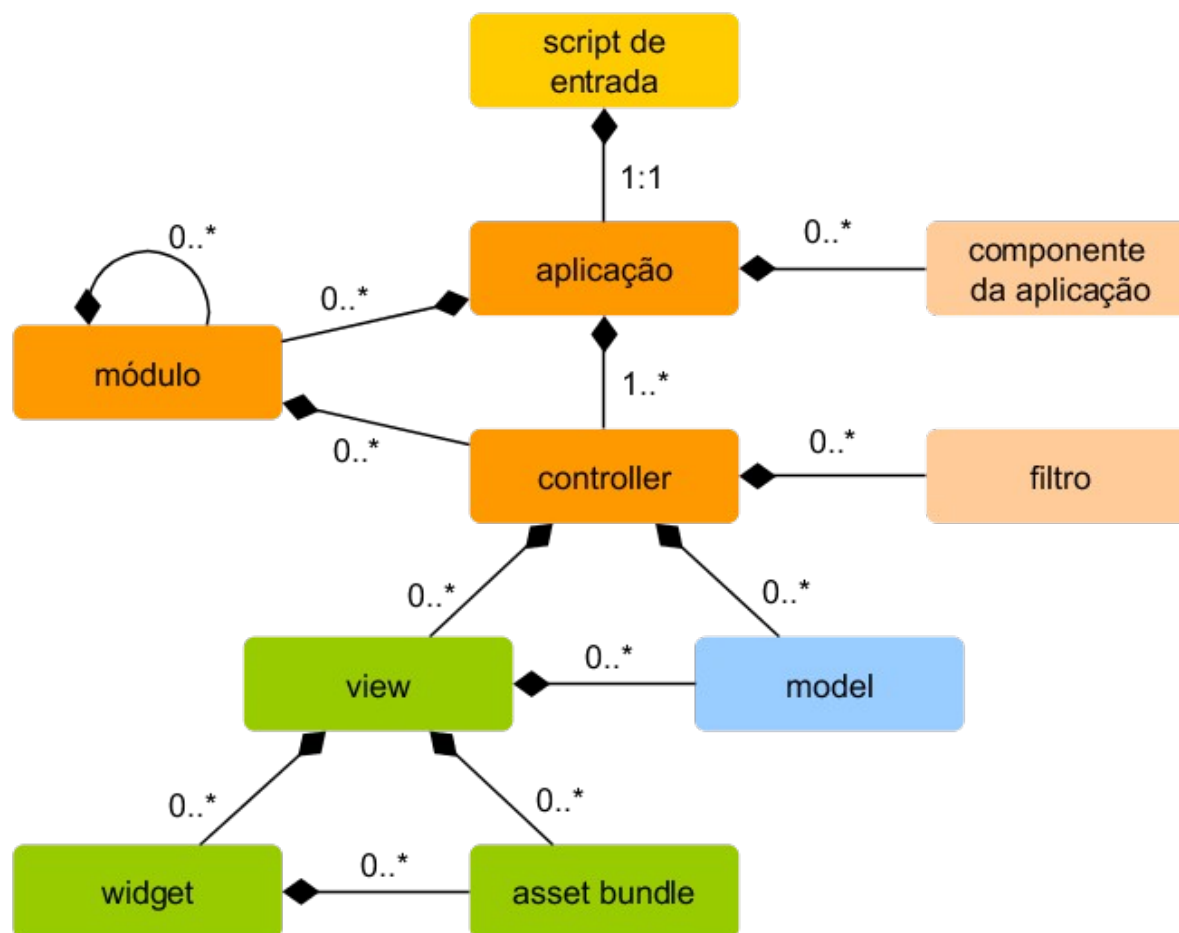 script de
entrada
1:1
0..*
0..*
aplicação
0..*
componente
da aplicação
módulo
1..*
0..*
controller
0..*
filtro
0..*
0..*
view
0..*
model
0..*
0..*
widget
0..*
asset bundle